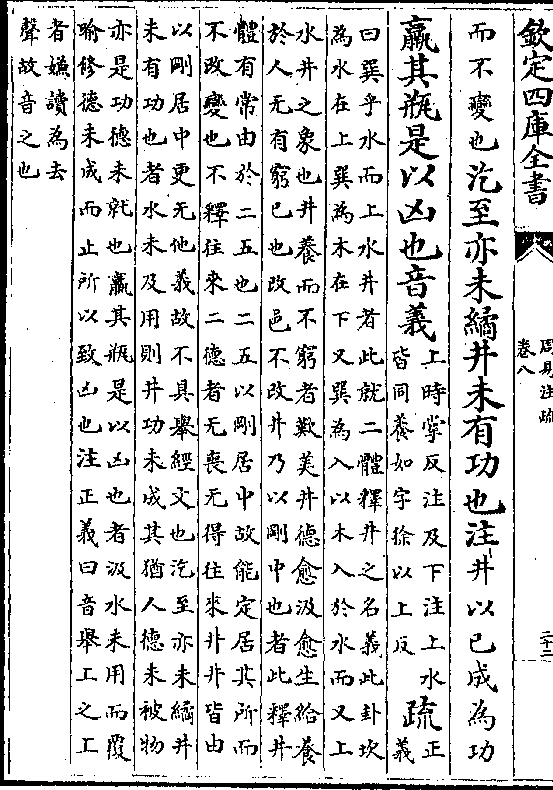 欽定四庫全書
周易注疏
卷八
而不變也汔至亦未繘井未有功也注井以已成為功
羸其瓶是以凶也音義
上時掌反注及下注上水
皆同養如字徐以上反
疏
正
義
曰巽乎水而上水井者此就二體釋井之名義此卦坎
為水在上巽為木在下又巽為入以木入於水而又上
水井之象也井養而不窮者歎美井德愈汲愈生給養
於人无有窮已也改邑不改井乃以剛中也者此釋井
體有常由於二五也二五以剛居中故能定居其所而
不改變也不釋往來二德者无喪无得往來井井皆由
以剛居中更无他義故不具舉經文也汔至亦未繘井
未有功也者水未及用則井功未成其猶人德未被物
亦是功德未就也羸其瓶是以凶也者汲水未用而覆
喻修德未成而止所以致凶也注正義曰音舉工之工
者嫌讀為去
聲故音之也